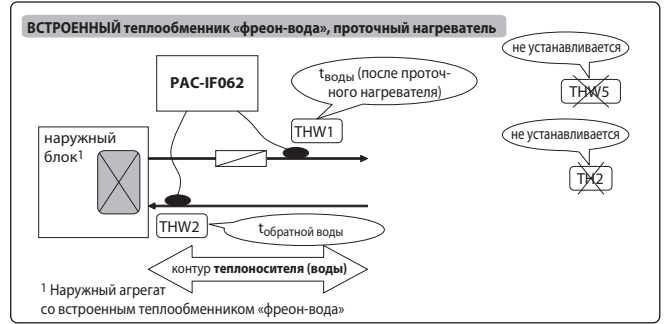 ВСТРОЕННЫЙ теплообменник «фреон-вода», проточный нагреватель
PAC-IF062
tводы (после проточ-
ного нагревателя)
THW1
не устанавливается
THW5
не устанавливается
TH2
наружный
блок1
THW2
tобратной воды
контур теплоносителя (воды)
1 Наружный агрегат
со встроенным теплообменником «фреон-вода»